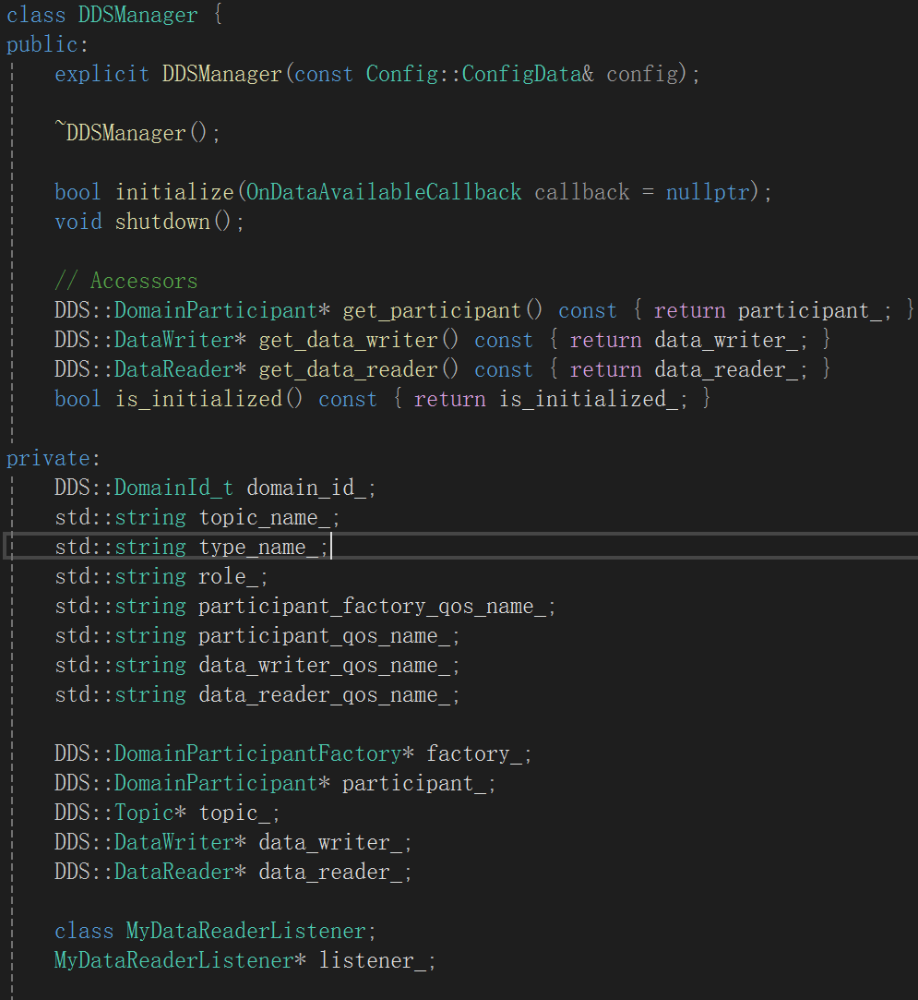 class DDSManager {
public:
    explicit DDSManager(const Config::ConfigData& config);
    ~DDSManager();
    bool initialize(OnDataAvailableCallback callback = nullptr);
    void shutdown();
    // Accessors
    DDS::DomainParticipant* get_participant() const { return participant_; }
    DDS::DataWriter* get_data_writer() const { return data_writer_; }
    DDS::DataReader* get_data_reader() const { return data_reader_; }
    bool is_initialized() const { return is_initialized_; }
private:
    DDS::DomainId_t domain_id_;
    std::string topic_name_;
    std::string type_name_;
    std::string role_;
    std::string participant_factory_qos_name_;
    std::string participant_qos_name_;
    std::string data_writer_qos_name_;
    std::string data_reader_qos_name_;
    DDS::DomainParticipantFactory* factory_;
    DDS::DomainParticipant* participant_;
    DDS::Topic* topic_;
    DDS::DataWriter* data_writer_;
    DDS::DataReader* data_reader_;
    class MyDataReaderListener;
    MyDataReaderListener* listener_;